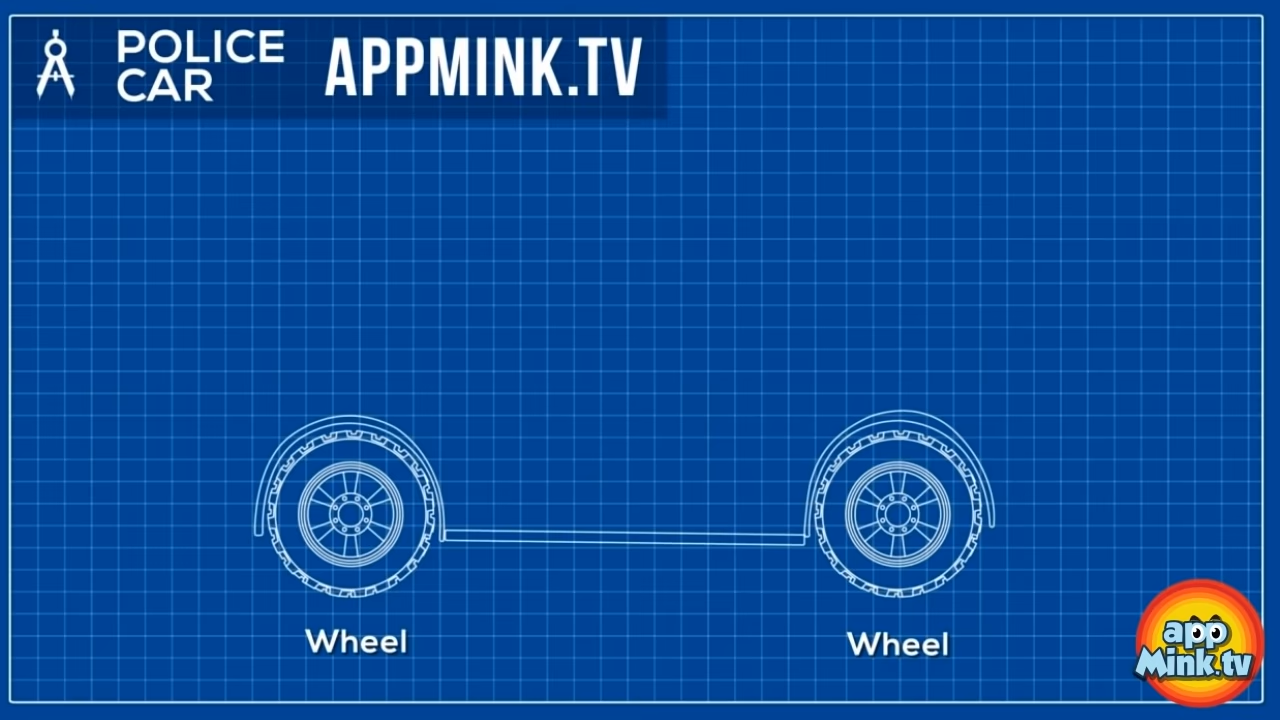 POLICE
CAR
APPMINK.TV
Wheel
Wheel
app
Mink.tv